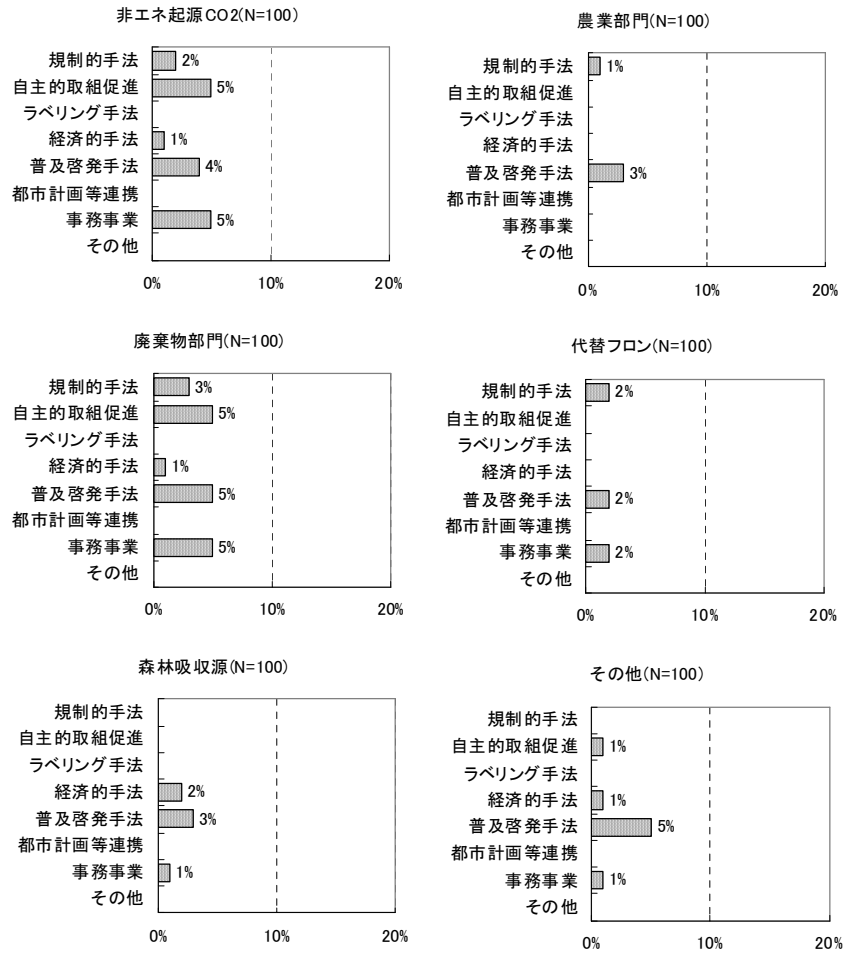 非エネ起源CO2(N=100)
規制的手法 2%
自主的取組促進 5%
ラベリング手法
経済的手法 1%
普及啓発手法 4%
都市計画等連携
事務事業 5%
その他
0% 10% 20%
農業部門(N=100)
規制的手法 1%
自主的取組促進
ラベリング手法
経済的手法
普及啓発手法 3%
都市計画等連携
事務事業
その他
0% 10% 20%
廃棄物部門(N=100)
規制的手法 3%
自主的取組促進 5%
ラベリング手法
経済的手法 1%
普及啓発手法 5%
都市計画等連携
事務事業 5%
その他
0% 10% 20%
代替フロン(N=100)
規制的手法 2%
自主的取組促進
ラベリング手法
経済的手法
普及啓発手法 2%
都市計画等連携
事務事業 2%
その他
0% 10% 20%
森林吸収源(N=100)
規制的手法
自主的取組促進
ラベリング手法
経済的手法 2%
普及啓発手法 3%
都市計画等連携
事務事業 1%
その他
0% 10% 20%
その他(N=100)
規制的手法
自主的取組促進 1%
ラベリング手法
経済的手法 1%
普及啓発手法 5%
都市計画等連携
事務事業 1%
その他
0% 10% 20%